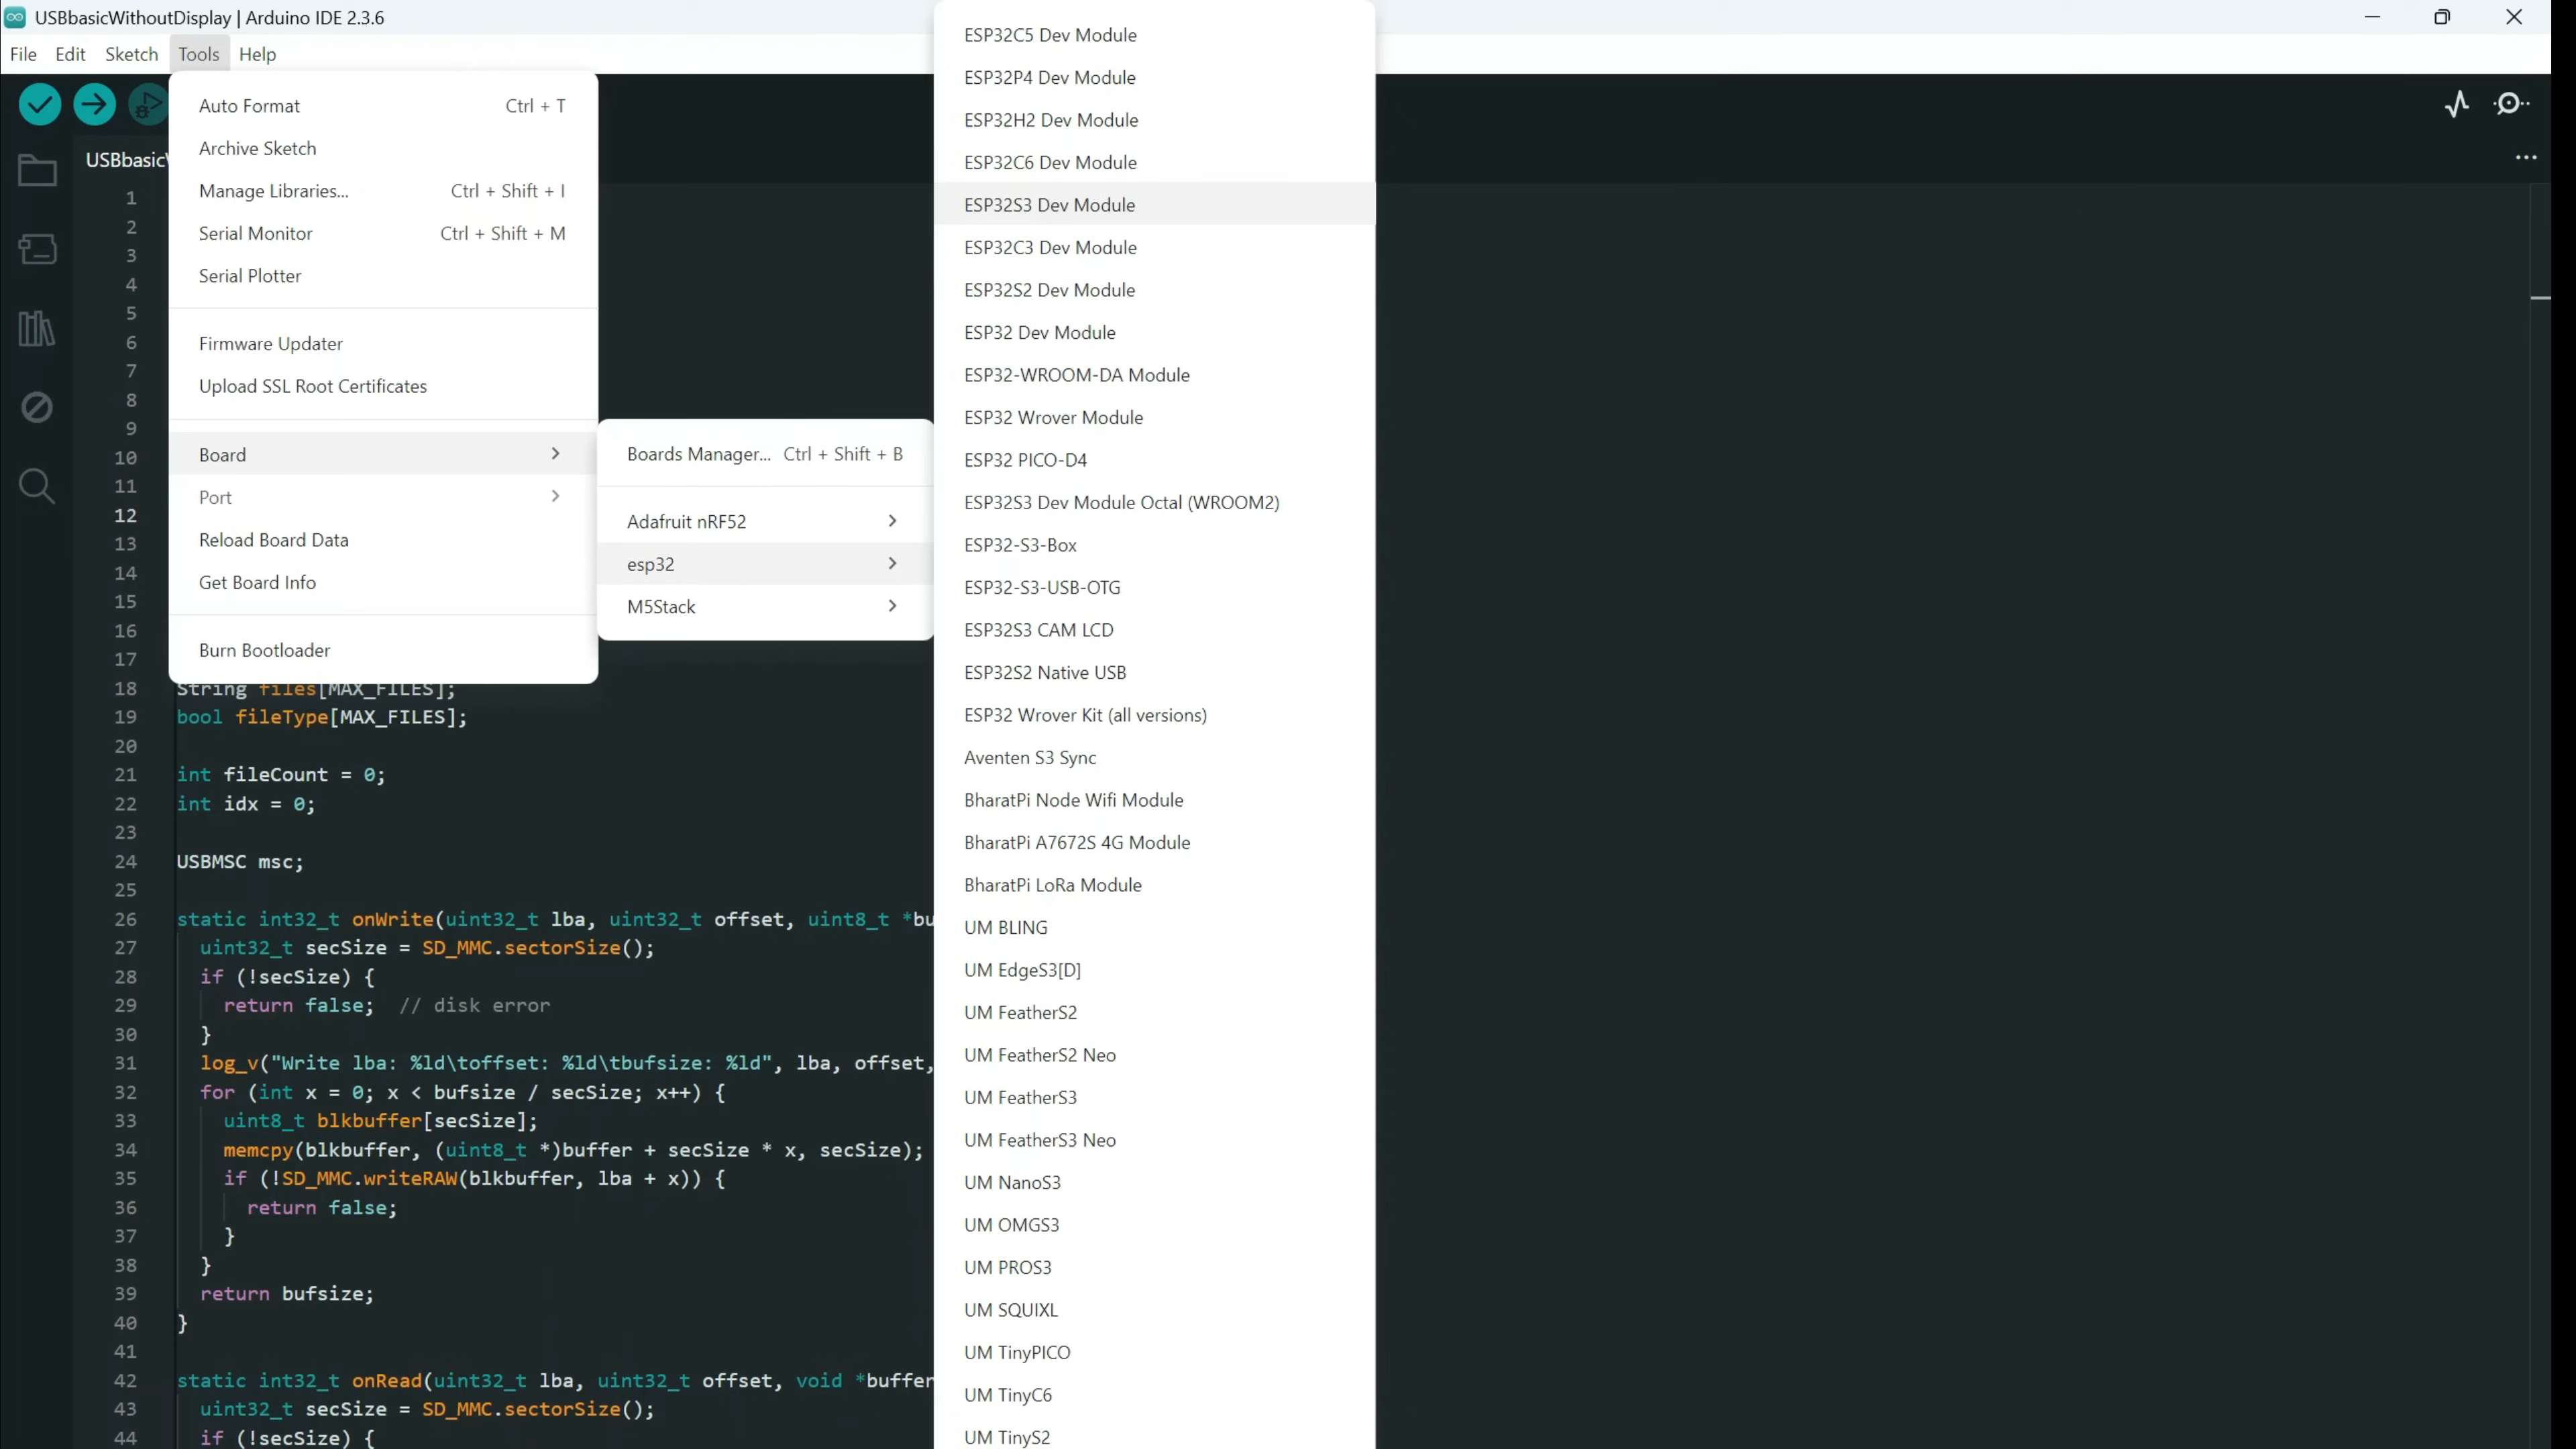 USBbasicWithoutDisplay | Arduino IDE 2.3.6
File Edit Sketch Tools Help
USBbasicW
Auto Format Ctrl + T
Archive Sketch
Manage Libraries... Ctrl + Shift + I
Serial Monitor Ctrl + Shift + M
Serial Plotter
Firmware Updater
Upload SSL Root Certificates
Board
Port
Reload Board Data
Get Board Info
Burn Bootloader
Boards Manager... Ctrl + Shift + B
Adafruit nRF52
esp32
M5Stack
ESP32C5 Dev Module
ESP32P4 Dev Module
ESP32H2 Dev Module
ESP32C6 Dev Module
ESP32S3 Dev Module
ESP32C3 Dev Module
ESP32S2 Dev Module
ESP32 Dev Module
ESP32-WROOM-DA Module
ESP32 Wrover Module
ESP32 PICO-D4
ESP32S3 Dev Module Octal (WROOM2)
ESP32-S3-Box
ESP32-S3-USB-OTG
ESP32S3 CAM LCD
ESP32S2 Native USB
ESP32 Wrover Kit (all versions)
Aventen S3 Sync
BharatPi Node Wifi Module
BharatPi A7672S 4G Module
BharatPi LoRa Module
UM BLING
UM EdgeS3[D]
UM FeatherS2
UM FeatherS2 Neo
UM FeatherS3
UM FeatherS3 Neo
UM NanoS3
UM OMGS3
UM PROS3
UM SQUIXL
UM TinyPICO
UM TinyC6
UM TinyS2
1
2
3
4
5
6
7
8
9
10
11
12
13
14
15
16
17
18 String files[MAX_FILES];
19 bool fileType[MAX_FILES];
20
21 int fileCount = 0;
22 int idx = 0;
23
24 USBMSC msc;
25
26 static int32_t onWrite(uint32_t lba, uint32_t offset, uint8_t *bu
27 uint32_t secSize = SD_MMC.sectorSize();
28 if (!secSize) {
29 return false; // disk error
30 }
31 log_v("Write lba: %ld\toffset: %ld\tbufsize: %ld", lba, offset,
32 for (int x = 0; x < bufsize / secSize; x++) {
33 uint8_t blkbuffer[secSize];
34 memcpy(blkbuffer, (uint8_t *)buffer + secSize * x, secSize);
35 if (!SD_MMC.writeRAW(blkbuffer, lba + x)) {
36 return false;
37 }
38 }
39 return bufsize;
40 }
41
42 static int32_t onRead(uint32_t lba, uint32_t offset, void *buffer
43 uint32_t secSize = SD_MMC.sectorSize();
44 if (!secSize) {